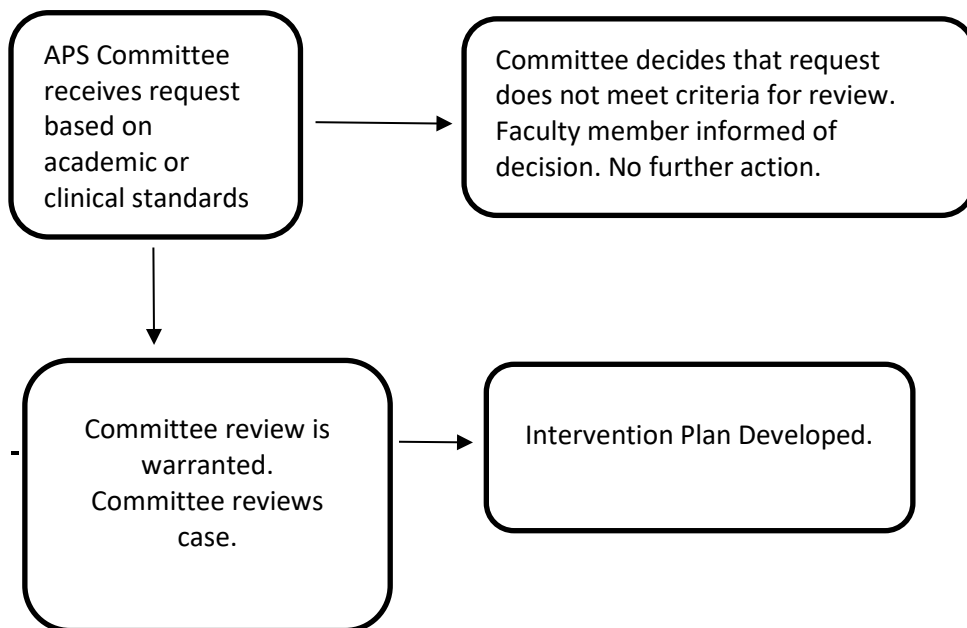 APS Committee
receives request
based on
academic or
clinical standards
Committee decides that request
does not meet criteria for review.
Faculty member informed of
decision. No further action.
Committee review is
warranted.
Committee reviews
case.
Intervention Plan Developed.